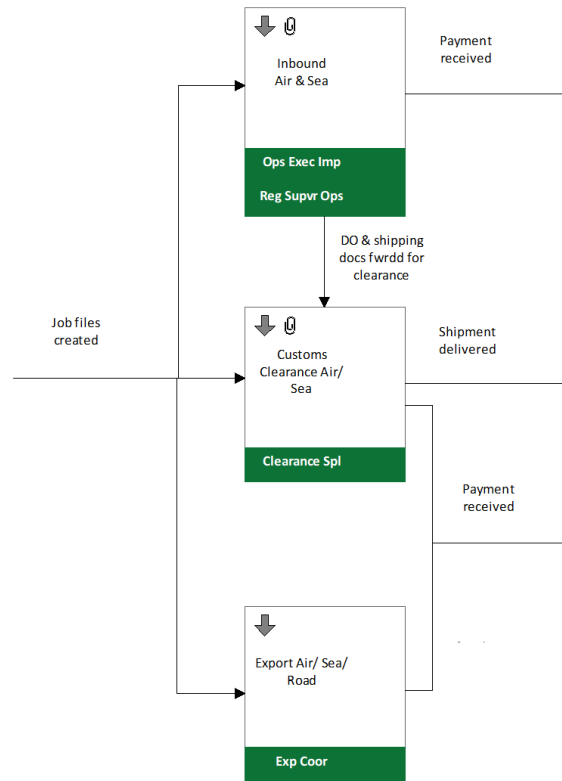 Inbound
Air & Sea
Payment
received
Ops Exec Imp
Reg Supvr Ops
DO & shipping
docs fwrdd for
clearance
Job files
created
Customs
Clearance Air/
Sea
Shipment
delivered
Clearance Spl
Payment
received
Export Air/ Sea/
Road
Exp Coor